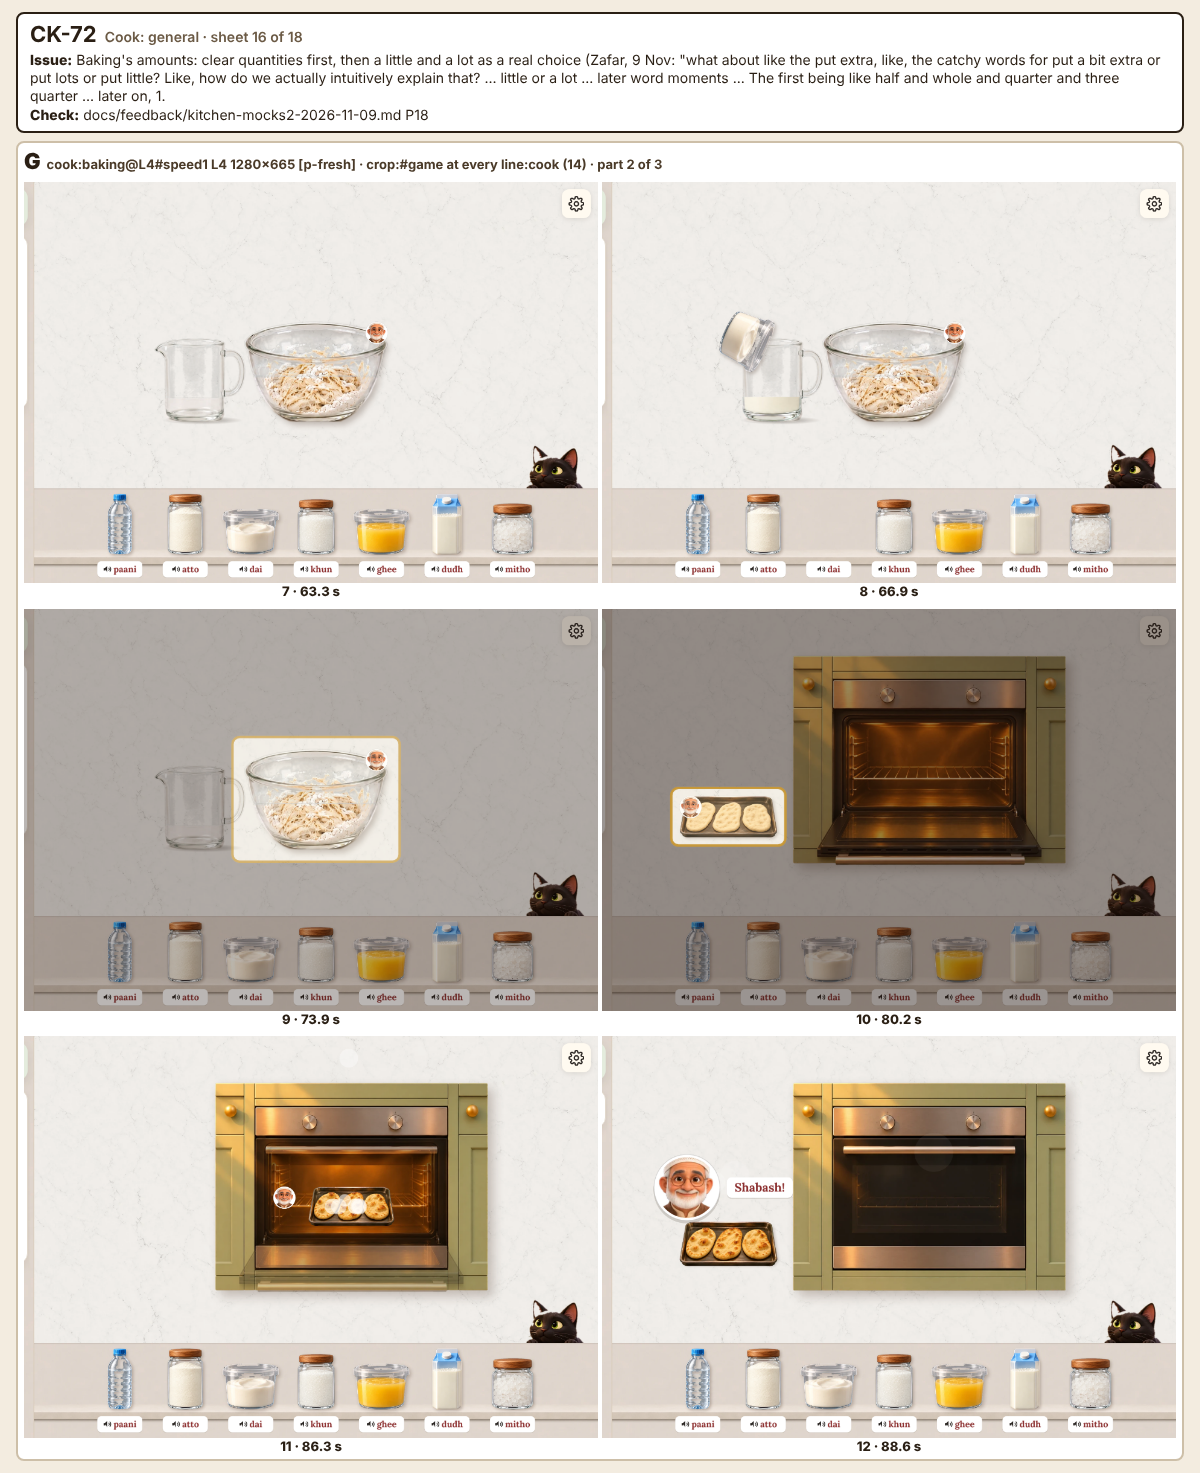 CK-72 Cook: general · sheet 16 of 18
Issue: Baking's amounts: clear quantities first, then a little and a lot as a real choice (Zafar, 9 Nov: "what about like the put extra, like, the catchy words for put a bit extra or
put lots or put little? Like, how do we actually intuitively explain that? ... little or a lot ... later word moments ... The first being like half and whole and quarter and three
quarter ... later on, 1.
Check: docs/feedback/kitchen-mocks2-2026-11-09.md P18
G cook:baking@L4#speed1 L4 1280×665 [p-fresh] · crop:#game at every line:cook (14) · part 2 of 3
paani atto dai khun ghee dudh mitho
7 · 63.3 s
paani atto dai khun ghee dudh mitho
8 · 66.9 s
paani atto dai khun ghee dudh mitho
9 · 73.9 s
paani atto dai khun ghee dudh mitho
10 · 80.2 s
paani atto dai khun ghee dudh mitho
11 · 86.3 s
Shabash!
paani atto dai khun ghee dudh mitho
12 · 88.6 s